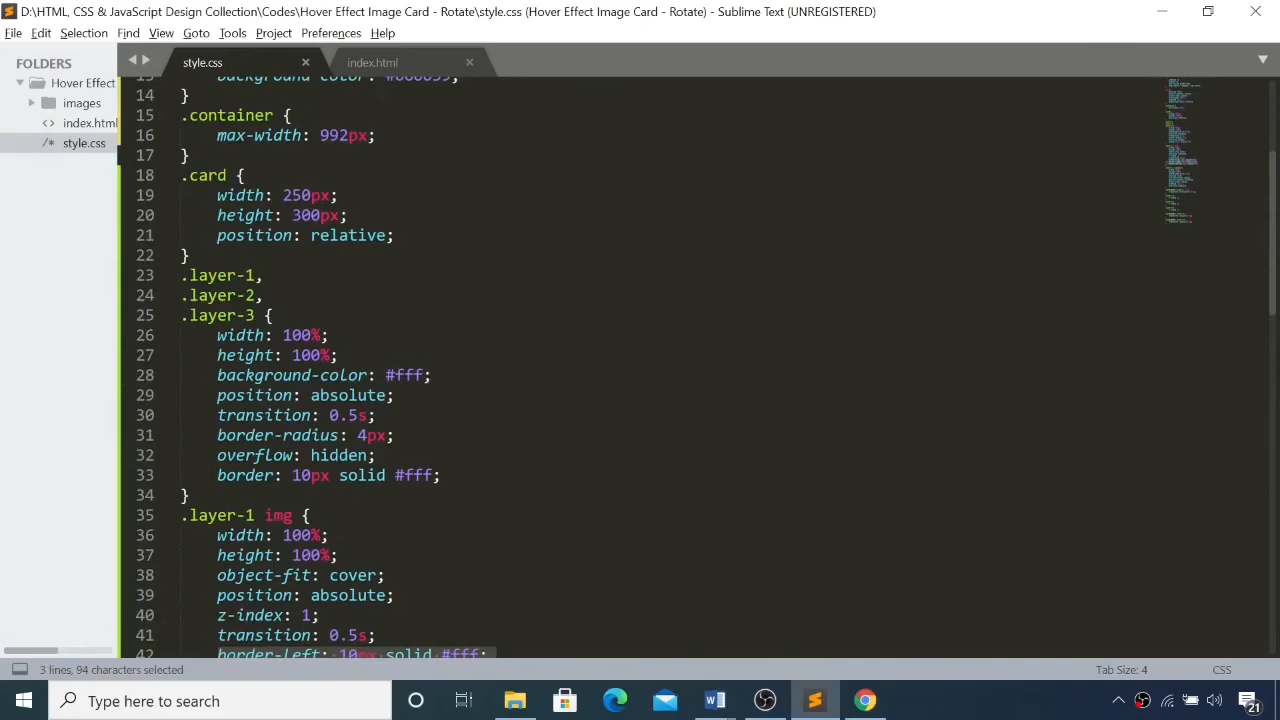 D:\HTML, CSS & JavaScript Design Collection\Codes\Hover Effect Image Card - Rotate\style.css (Hover Effect Image Card - Rotate) - Sublime Text (UNREGISTERED)
File Edit Selection Find View Goto Tools Project Preferences Help
FOLDERS
Hover Effect
images
index.html
style.css
style.css
index.html
14 }
15 .container {
16 max-width: 992px;
17 }
18 .card {
19 width: 250px;
20 height: 300px;
21 position: relative;
22 }
23 .layer-1,
24 .layer-2,
25 .layer-3 {
26 width: 100%;
27 height: 100%;
28 background-color: #fff;
29 position: absolute;
30 transition: 0.5s;
31 border-radius: 4px;
32 overflow: hidden;
33 border: 10px solid #fff;
34 }
35 .layer-1 img {
36 width: 100%;
37 height: 100%;
38 object-fit: cover;
39 position: absolute;
40 z-index: 1;
41 transition: 0.5s;
42 border-left: 10px solid #fff;
3 lines, 94 characters selected
Tab Size: 4
CSS
Type here to search
21